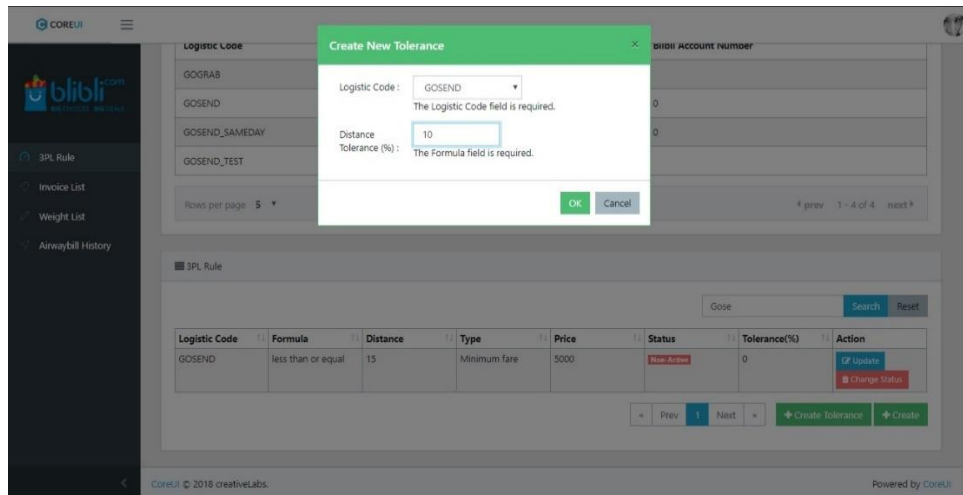 COREUI
blibli.com
BIG CHOICES. BIG DEALS
3PL Rule
Invoice List
Weight List
Airwaybill History
Logistic Code
Blibli Account Number
GOGRAB
GOSEND
0
GOSEND_SAMEDAY
0
GOSEND_TEST
Rows per page 5
prev 1 - 4 of 4 next
Create New Tolerance ×
Logistic Code : GOSEND
The Logistic Code field is required.
Distance Tolerance (%) : 10
The Formula field is required.
OK Cancel
3PL Rule
Gose Search Reset
Logistic Code Formula Distance Type Price Status Tolerance(%) Action
GOSEND less than or equal 15 Minimum fare 5000 Non-Active 0 Update
Change Status
« Prev 1 Next » + Create Tolerance + Create
CoreUI © 2018 creativeLabs.
Powered by CoreUI